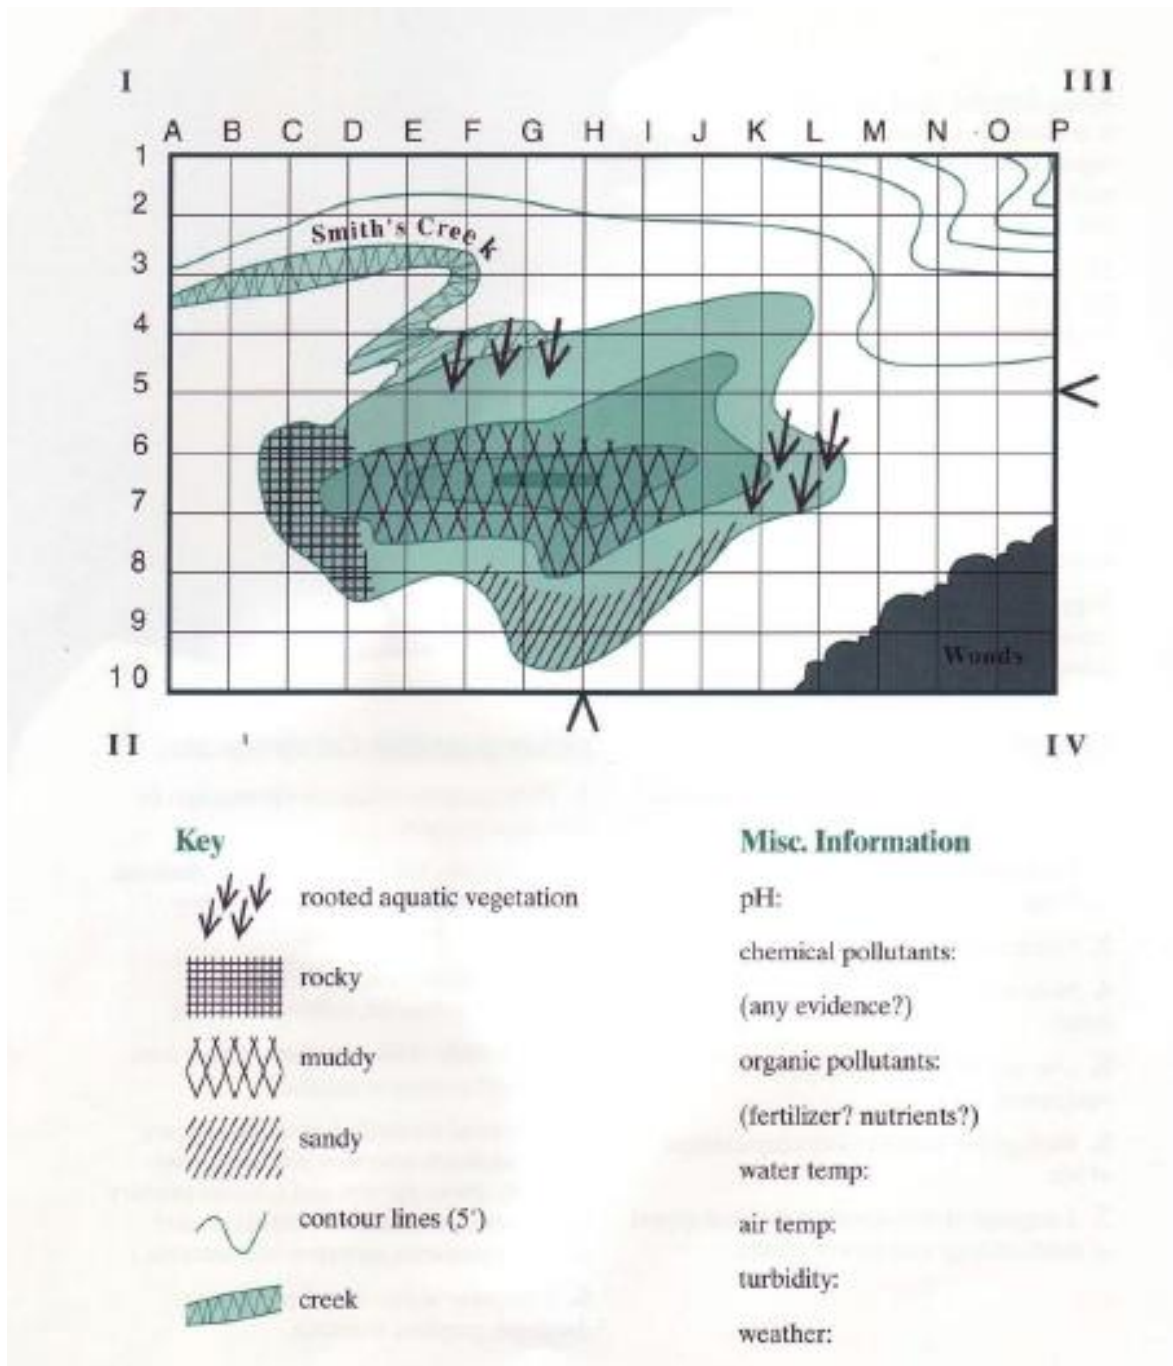 I III
A B C D E F G H I J K L M N O P
1
2
Smith's Creek
3
4
5
6
7
8
9
Woods
10
II IV
Key
rooted aquatic vegetation
rocky
muddy
sandy
contour lines (5')
creek
Misc. Information
pH:
chemical pollutants:
(any evidence?)
organic pollutants:
(fertilizer? nutrients?)
water temp:
air temp:
turbidity:
weather: